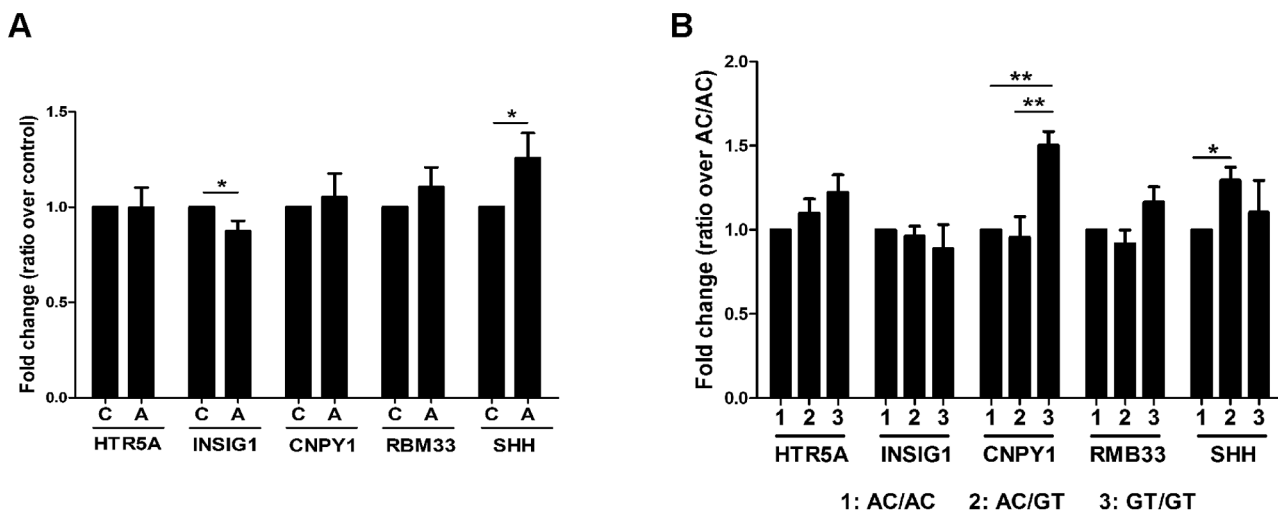 A
Fold change (ratio over control)
1.5
1.0
0.5
0.0
*
*
C A C A C A C A C A
HTR5A INSIG1 CNPY1 RBM33 SHH
B
Fold change (ratio over AC/AC)
2.0
1.5
1.0
0.5
0.0
**
**
*
1 2 3 1 2 3 1 2 3 1 2 3 1 2 3
HTR5A INSIG1 CNPY1 RMB33 SHH
1: AC/AC 2: AC/GT 3: GT/GT